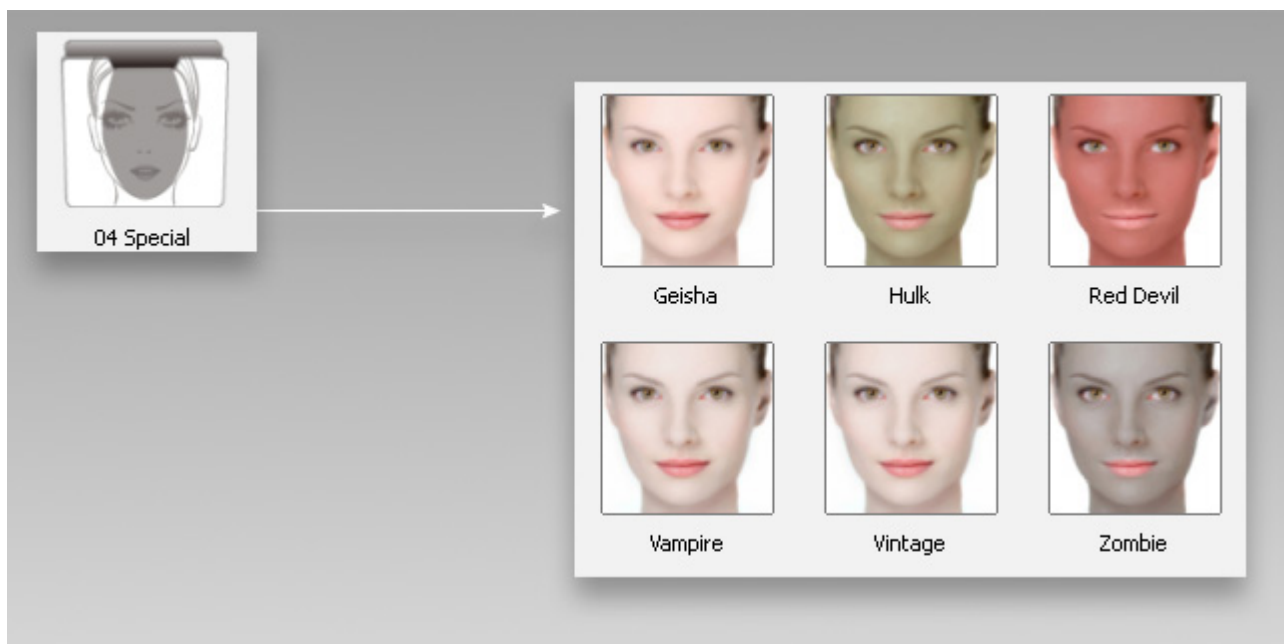 04 Special
Geisha
Hulk
Red Devil
Vampire
Vintage
Zombie